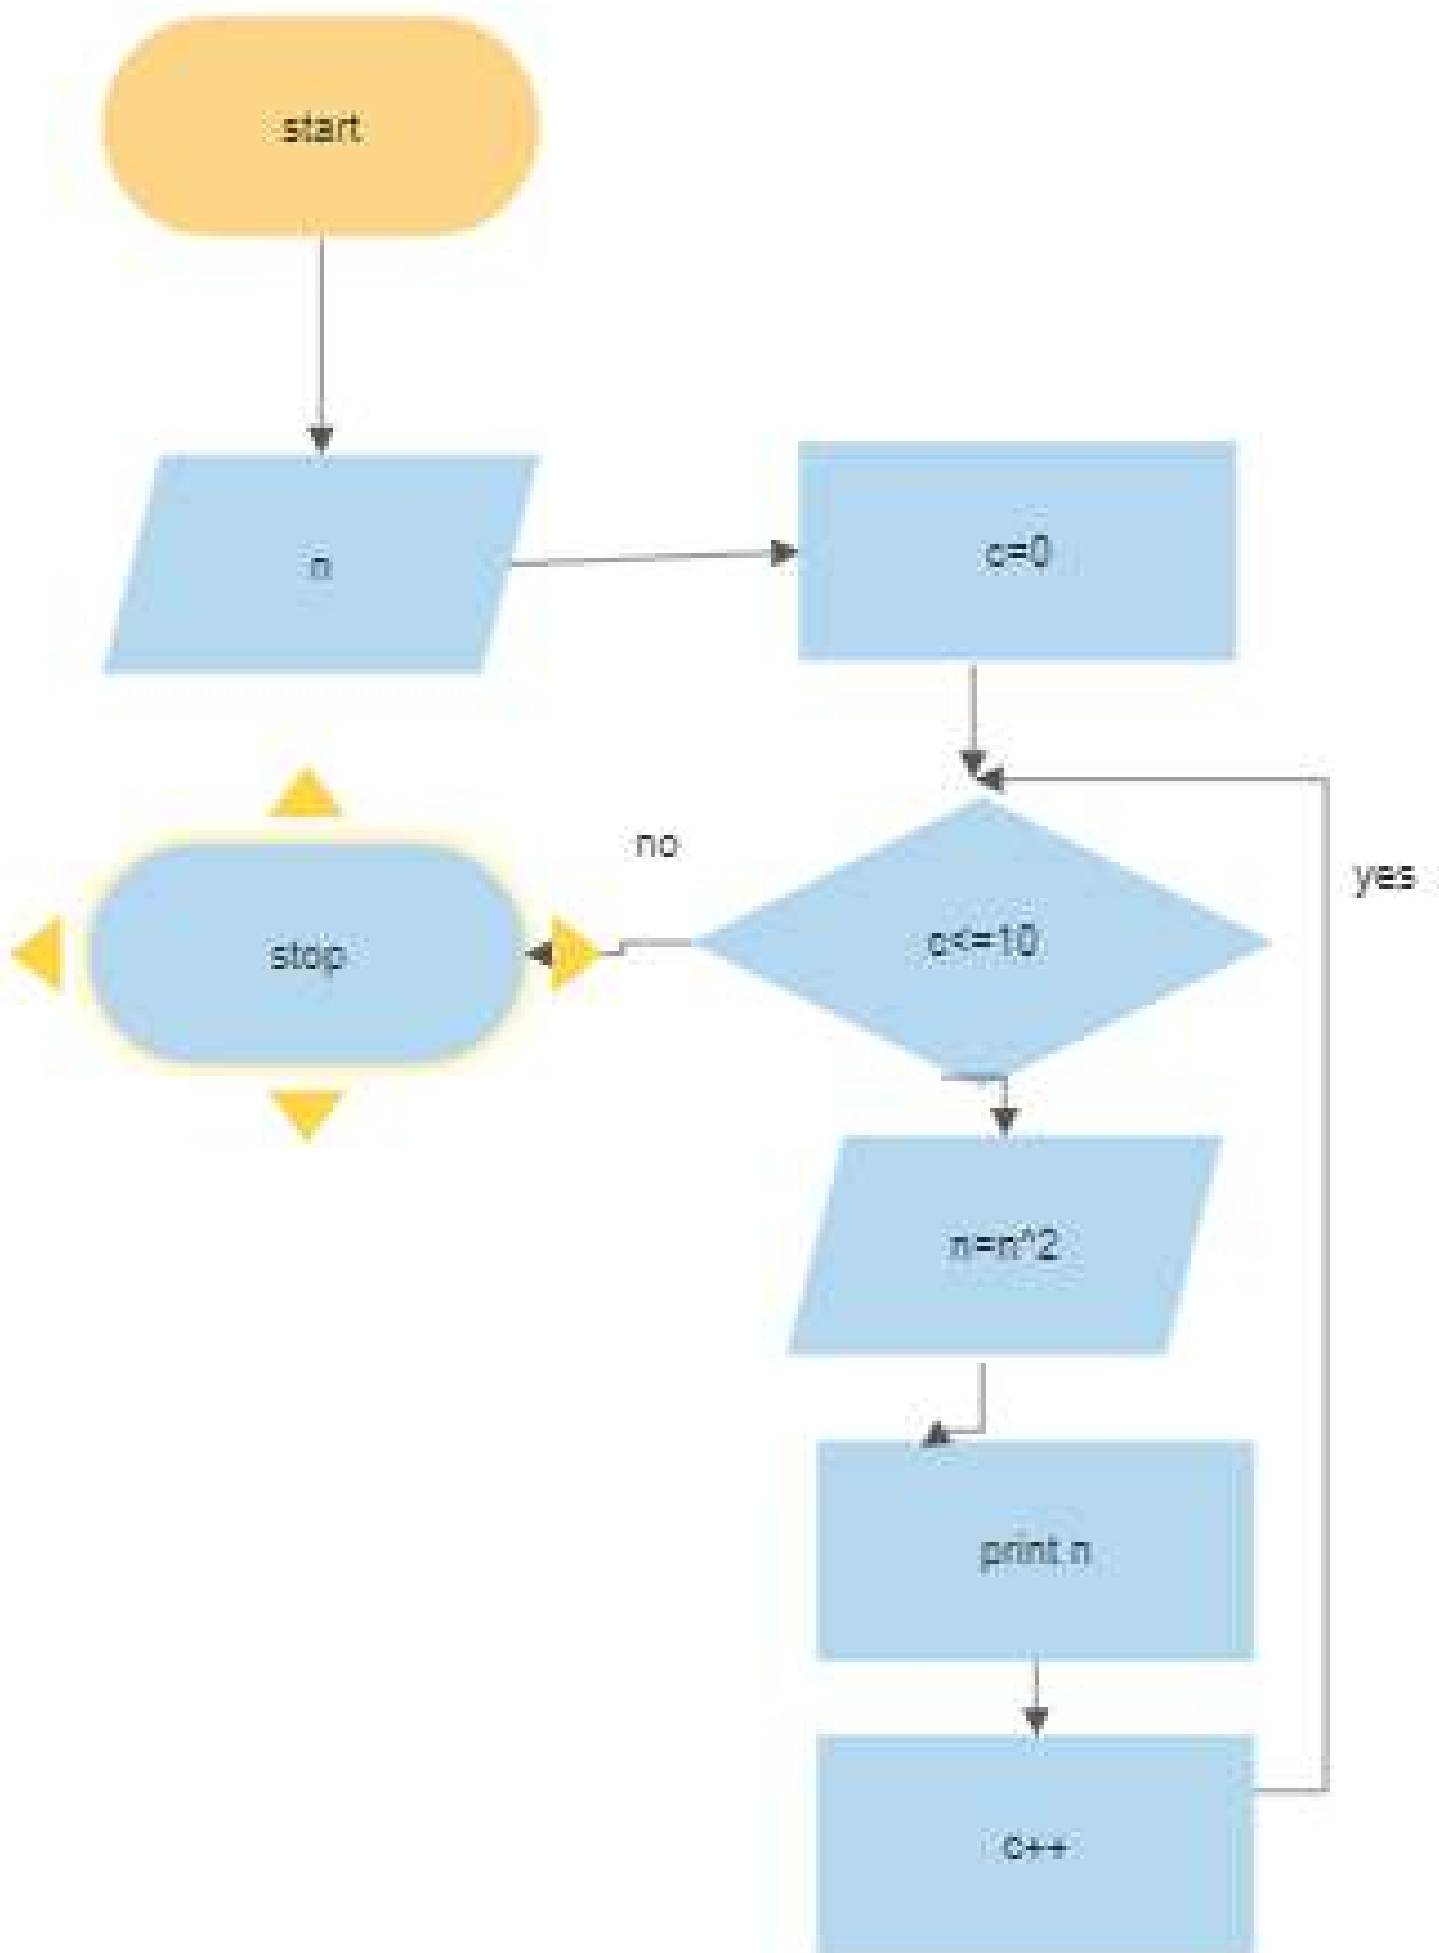 start
n
c=0
no
yes
stop
c<=10
n=n^2
print n
c++